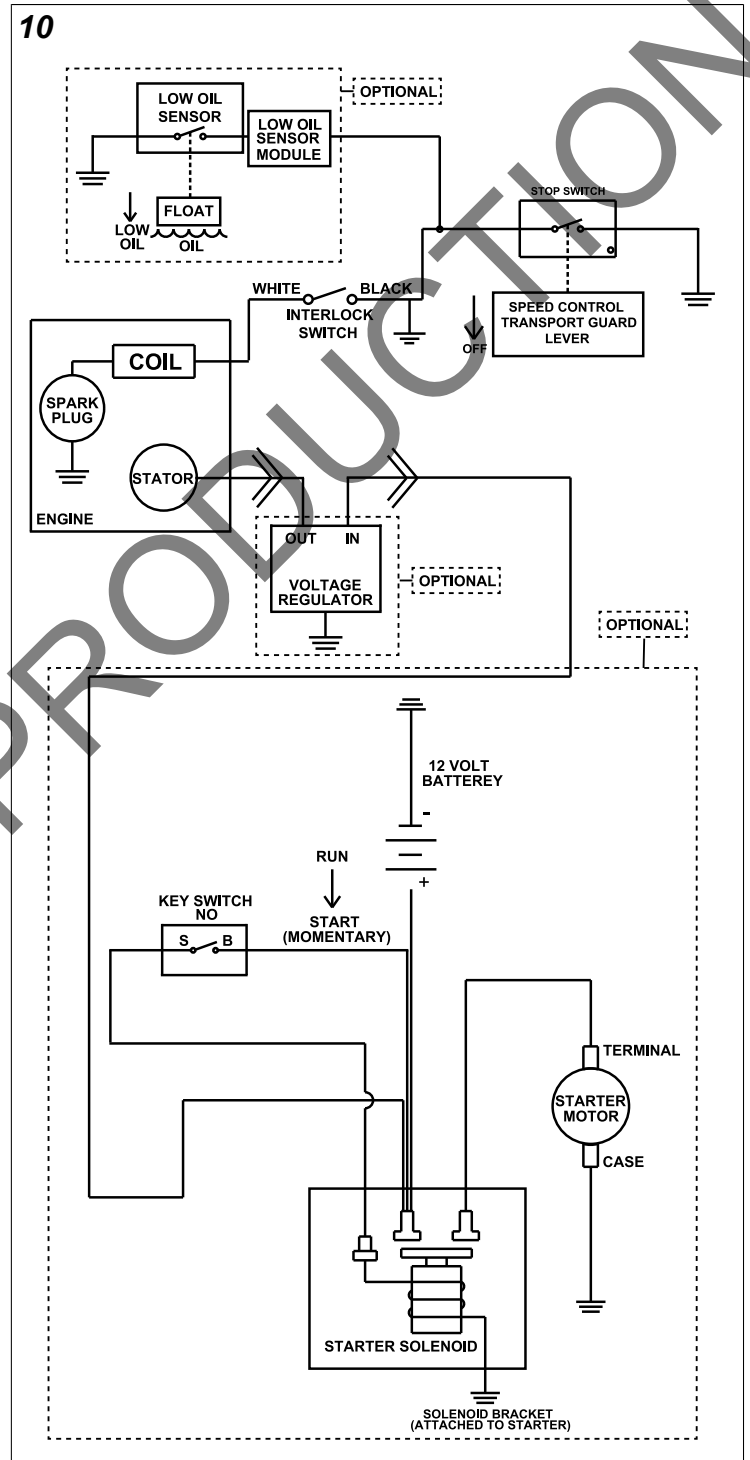 10
OPTIONAL
LOW OIL
SENSOR
LOW OIL
SENSOR
MODULE
FLOAT
LOW
OIL
OIL
STOP SWITCH
WHITE
BLACK
INTERLOCK
SWITCH
OFF
SPEED CONTROL
TRANSPORT GUARD
LEVER
COIL
SPARK
PLUG
STATOR
ENGINE
OUT IN
VOLTAGE
REGULATOR
OPTIONAL
OPTIONAL
12 VOLT
BATTEREY
-
+
RUN
START
(MOMENTARY)
KEY SWITCH
NO
S B
TERMINAL
STARTER
MOTOR
CASE
STARTER SOLENOID
SOLENOID BRACKET
(ATTACHED TO STARTER)
PRODUCTION